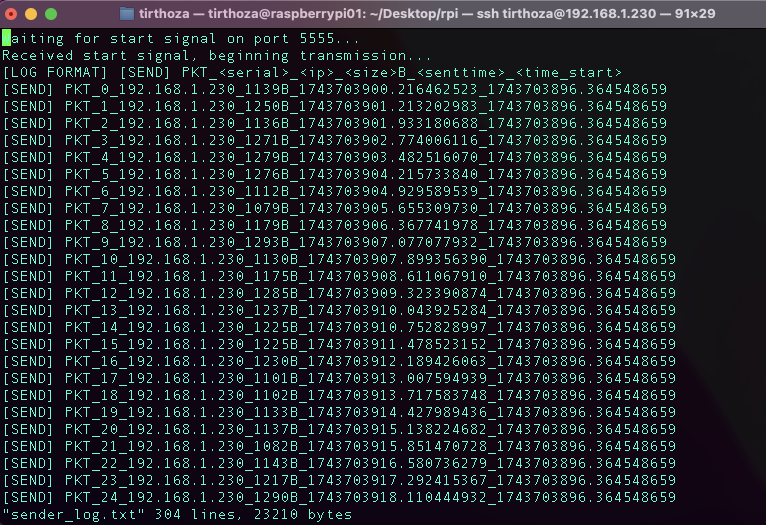 tirthoza — tirthoza@raspberrypi01: ~/Desktop/rpi — ssh tirthoza@192.168.1.230 — 91×29
Waiting for start signal on port 5555...
Received start signal, beginning transmission...
[LOG FORMAT] [SEND] PKT_<serial>_<ip>_<size>B_<senttime>_<time_start>
[SEND] PKT_0_192.168.1.230_1139B_1743703900.216462523_1743703896.364548659
[SEND] PKT_1_192.168.1.230_1250B_1743703901.213202983_1743703896.364548659
[SEND] PKT_2_192.168.1.230_1136B_1743703901.933180688_1743703896.364548659
[SEND] PKT_3_192.168.1.230_1271B_1743703902.774006116_1743703896.364548659
[SEND] PKT_4_192.168.1.230_1279B_1743703903.482516070_1743703896.364548659
[SEND] PKT_5_192.168.1.230_1276B_1743703904.215733840_1743703896.364548659
[SEND] PKT_6_192.168.1.230_1112B_1743703904.929589539_1743703896.364548659
[SEND] PKT_7_192.168.1.230_1079B_1743703905.655309730_1743703896.364548659
[SEND] PKT_8_192.168.1.230_1179B_1743703906.367741978_1743703896.364548659
[SEND] PKT_9_192.168.1.230_1293B_1743703907.077077932_1743703896.364548659
[SEND] PKT_10_192.168.1.230_1130B_1743703907.899356390_1743703896.364548659
[SEND] PKT_11_192.168.1.230_1175B_1743703908.611067910_1743703896.364548659
[SEND] PKT_12_192.168.1.230_1285B_1743703909.323390874_1743703896.364548659
[SEND] PKT_13_192.168.1.230_1237B_1743703910.043925284_1743703896.364548659
[SEND] PKT_14_192.168.1.230_1225B_1743703910.752828997_1743703896.364548659
[SEND] PKT_15_192.168.1.230_1225B_1743703911.478523152_1743703896.364548659
[SEND] PKT_16_192.168.1.230_1230B_1743703912.189426063_1743703896.364548659
[SEND] PKT_17_192.168.1.230_1101B_1743703913.007594939_1743703896.364548659
[SEND] PKT_18_192.168.1.230_1102B_1743703913.717583748_1743703896.364548659
[SEND] PKT_19_192.168.1.230_1133B_1743703914.427989436_1743703896.364548659
[SEND] PKT_20_192.168.1.230_1137B_1743703915.138224682_1743703896.364548659
[SEND] PKT_21_192.168.1.230_1082B_1743703915.851470728_1743703896.364548659
[SEND] PKT_22_192.168.1.230_1143B_1743703916.580736279_1743703896.364548659
[SEND] PKT_23_192.168.1.230_1217B_1743703917.292415367_1743703896.364548659
[SEND] PKT_24_192.168.1.230_1290B_1743703918.110444932_1743703896.364548659
"sender_log.txt" 304 lines, 23210 bytes